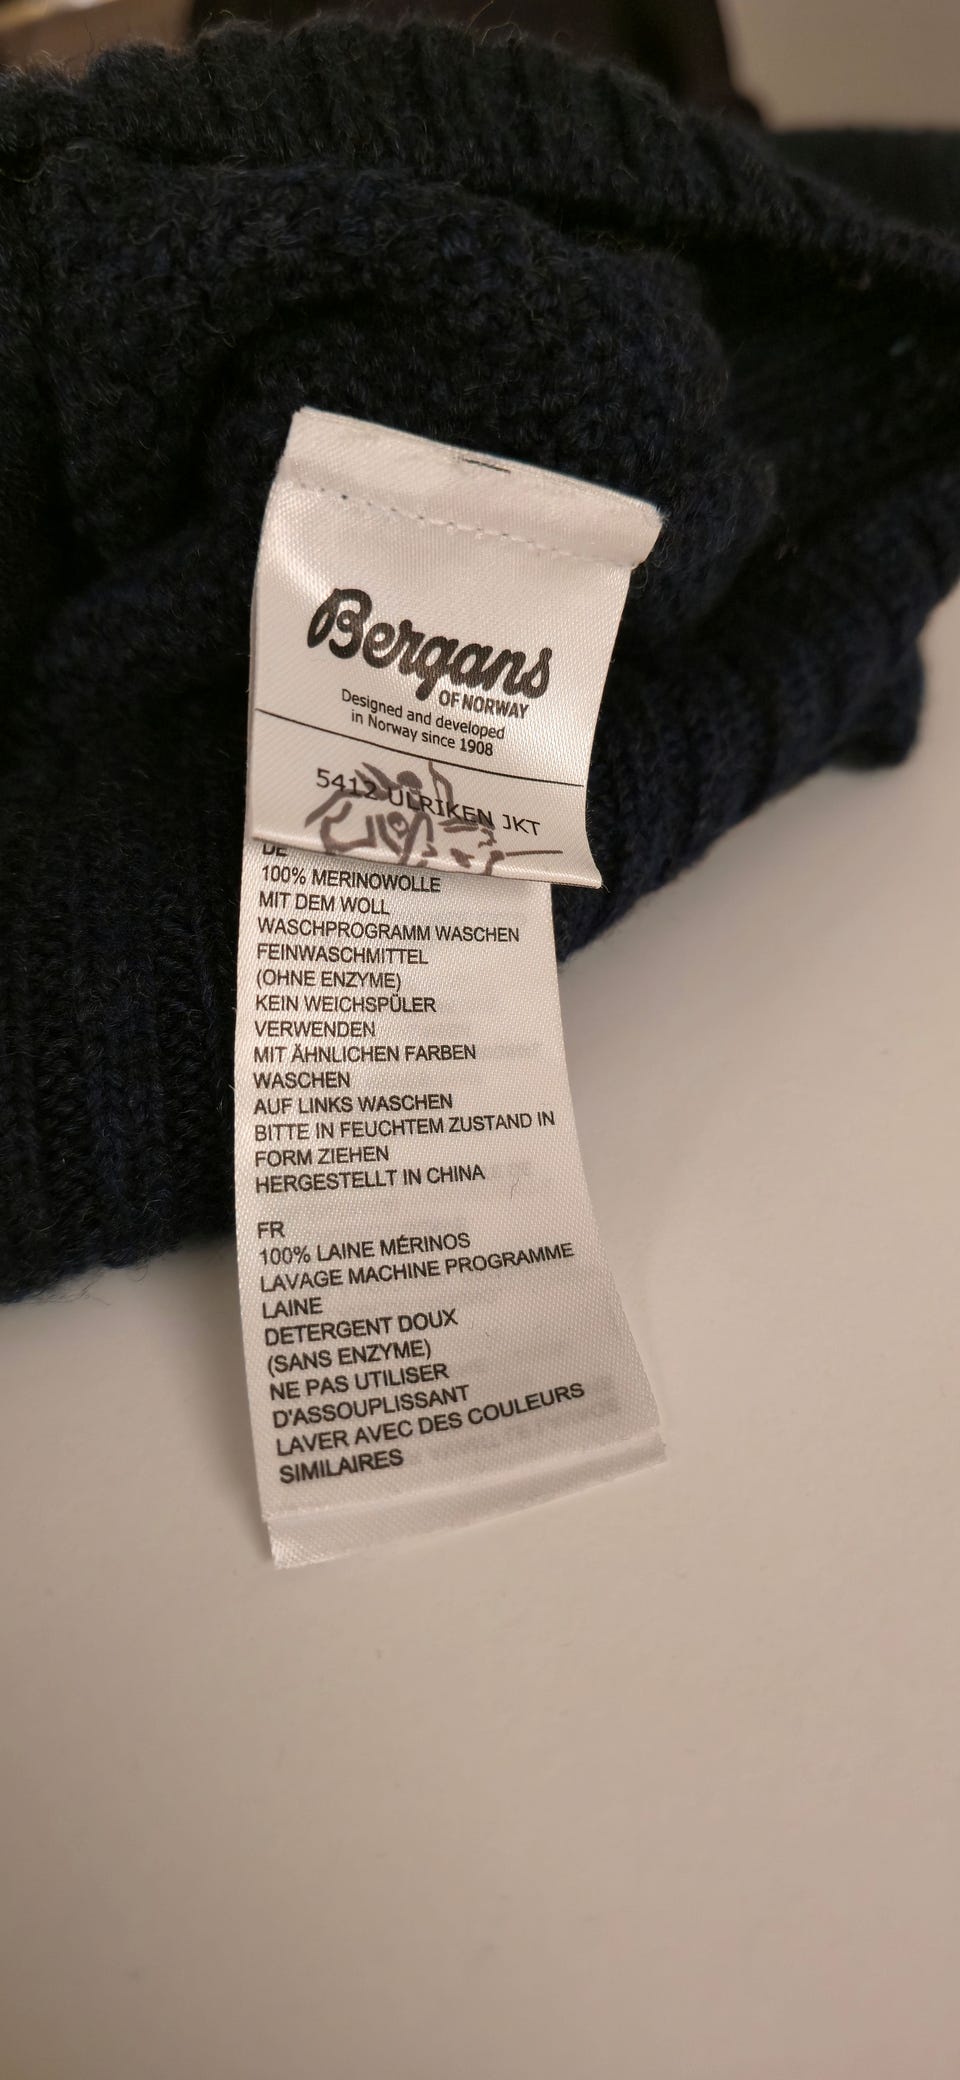 Bergans
OF NORWAY
Designed and developed
in Norway since 1908
5412 ULRIKEN JKT
DE
100% MERINOWOLLE
MIT DEM WOLL
WASCHPROGRAMM WASCHEN
FEINWASCHMITTEL
(OHNE ENZYME)
KEIN WEICHSPÜLER
VERWENDEN
MIT ÄHNLICHEN FARBEN
WASCHEN
AUF LINKS WASCHEN
BITTE IN FEUCHTEM ZUSTAND IN
FORM ZIEHEN
HERGESTELLT IN CHINA
FR
100% LAINE MÉRINOS
LAVAGE MACHINE PROGRAMME
LAINE
DETERGENT DOUX
(SANS ENZYME)
NE PAS UTILISER
D'ASSOUPLISSANT
LAVER AVEC DES COULEURS
SIMILAIRES